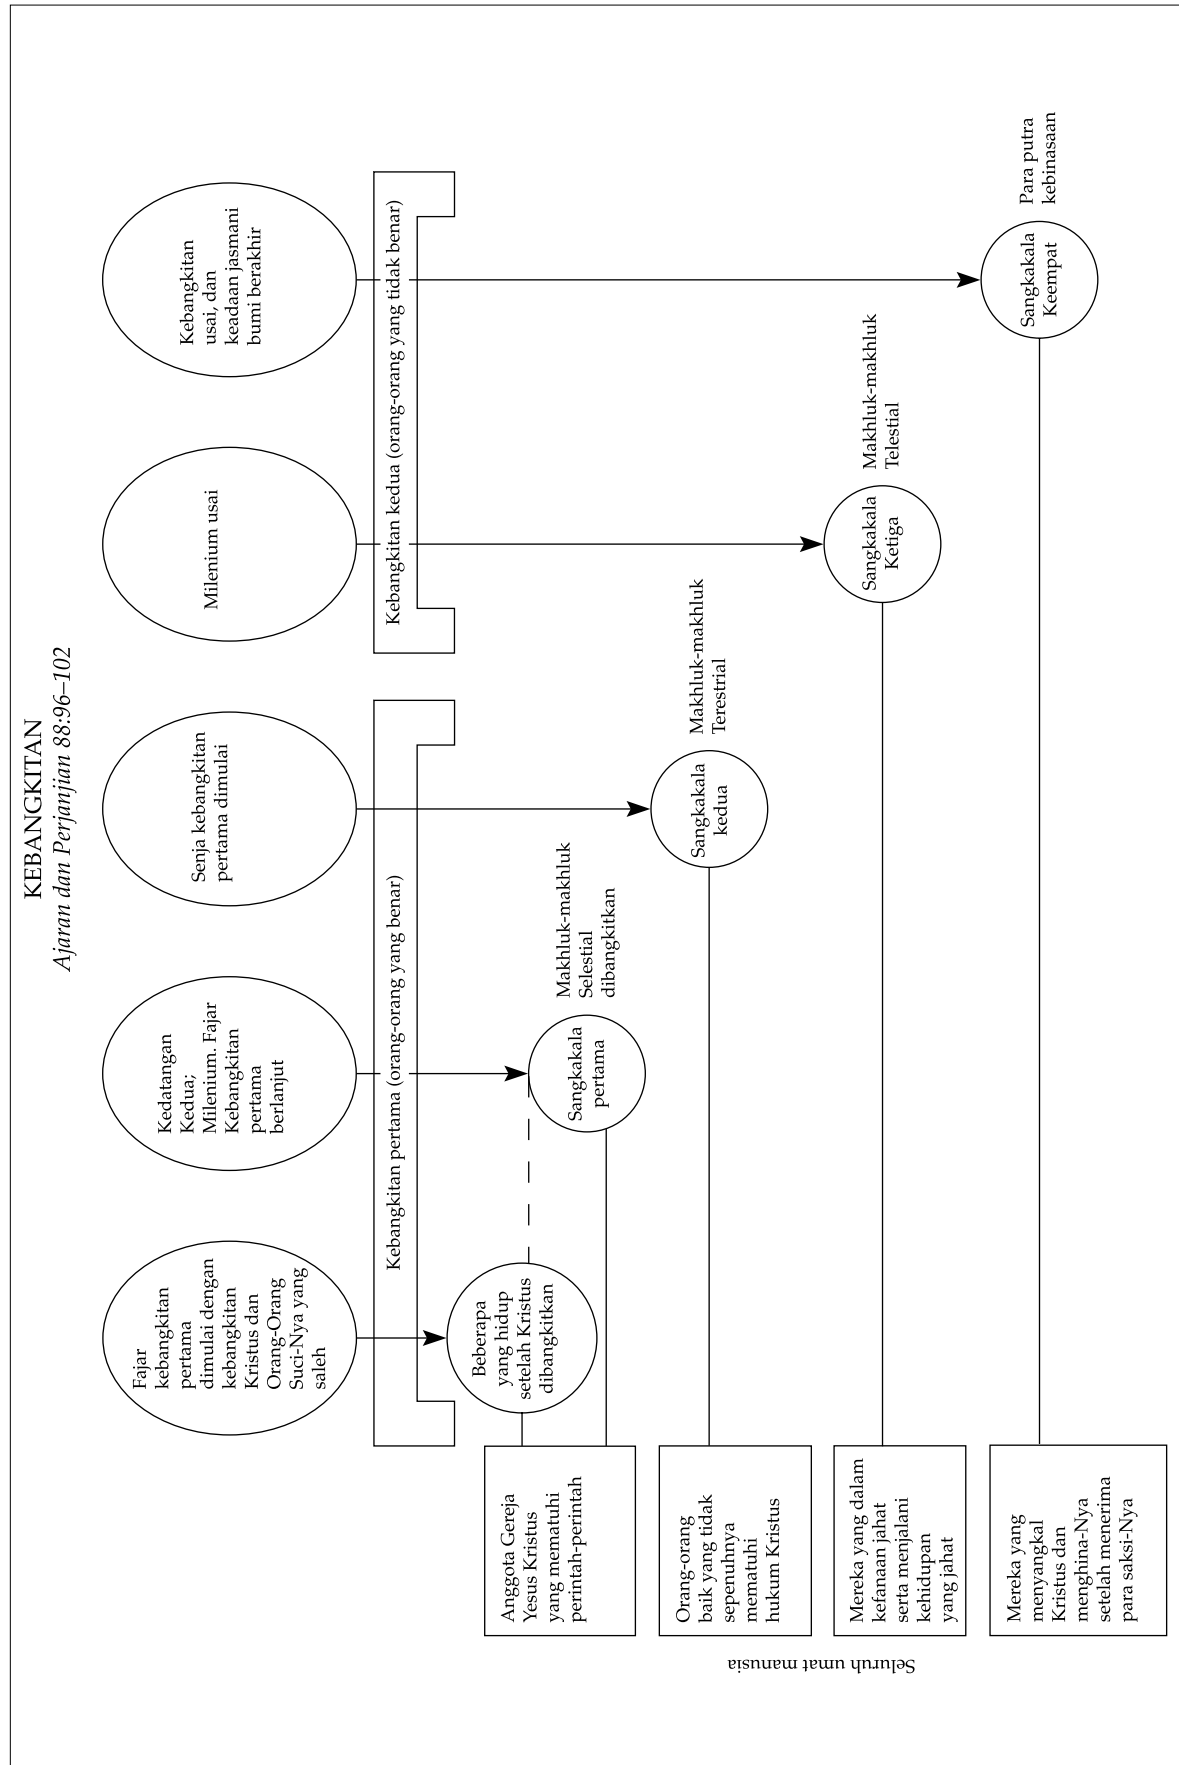 KEBANGKITAN
Ajaran dan Perjanjian 88:96–102
Fajar
kebangkitan
pertama
dimulai dengan
kebangkitan
Kristus dan
Orang-Orang
Suci-Nya yang
saleh
Kedatangan
Kedua;
Milenium. Fajar
Kebangkitan
pertama
berlanjut
Senja kebangkitan
pertama dimulai
Milenium usai
Kebangkitan
usai, dan
keadaan jasmani
bumi berakhir
Kebangkitan pertama (orang-orang yang benar)
Kebangkitan kedua (orang-orang yang tidak benar)
Seluruh umat manusia
Anggota Gereja
Yesus Kristus
yang mematuhi
perintah-perintah
Beberapa
yang hidup
setelah Kristus
dibangkitkan
Sangkakala
pertama
Makhluk-makhluk
Selestial
dibangkitkan
Orang-orang
baik yang tidak
sepenuhnya
mematuhi
hukum Kristus
Sangkakala
kedua
Makhluk-makhluk
Terestrial
Mereka yang dalam
kefanaan jahat
serta menjalani
kehidupan
yang jahat
Sangkakala
Ketiga
Makhluk-makhluk
Telestial
Mereka yang
menyangkal
Kristus dan
menghina-Nya
setelah menerima
para saksi-Nya
Sangkakala
Keempat
Para putra
kebinasaan